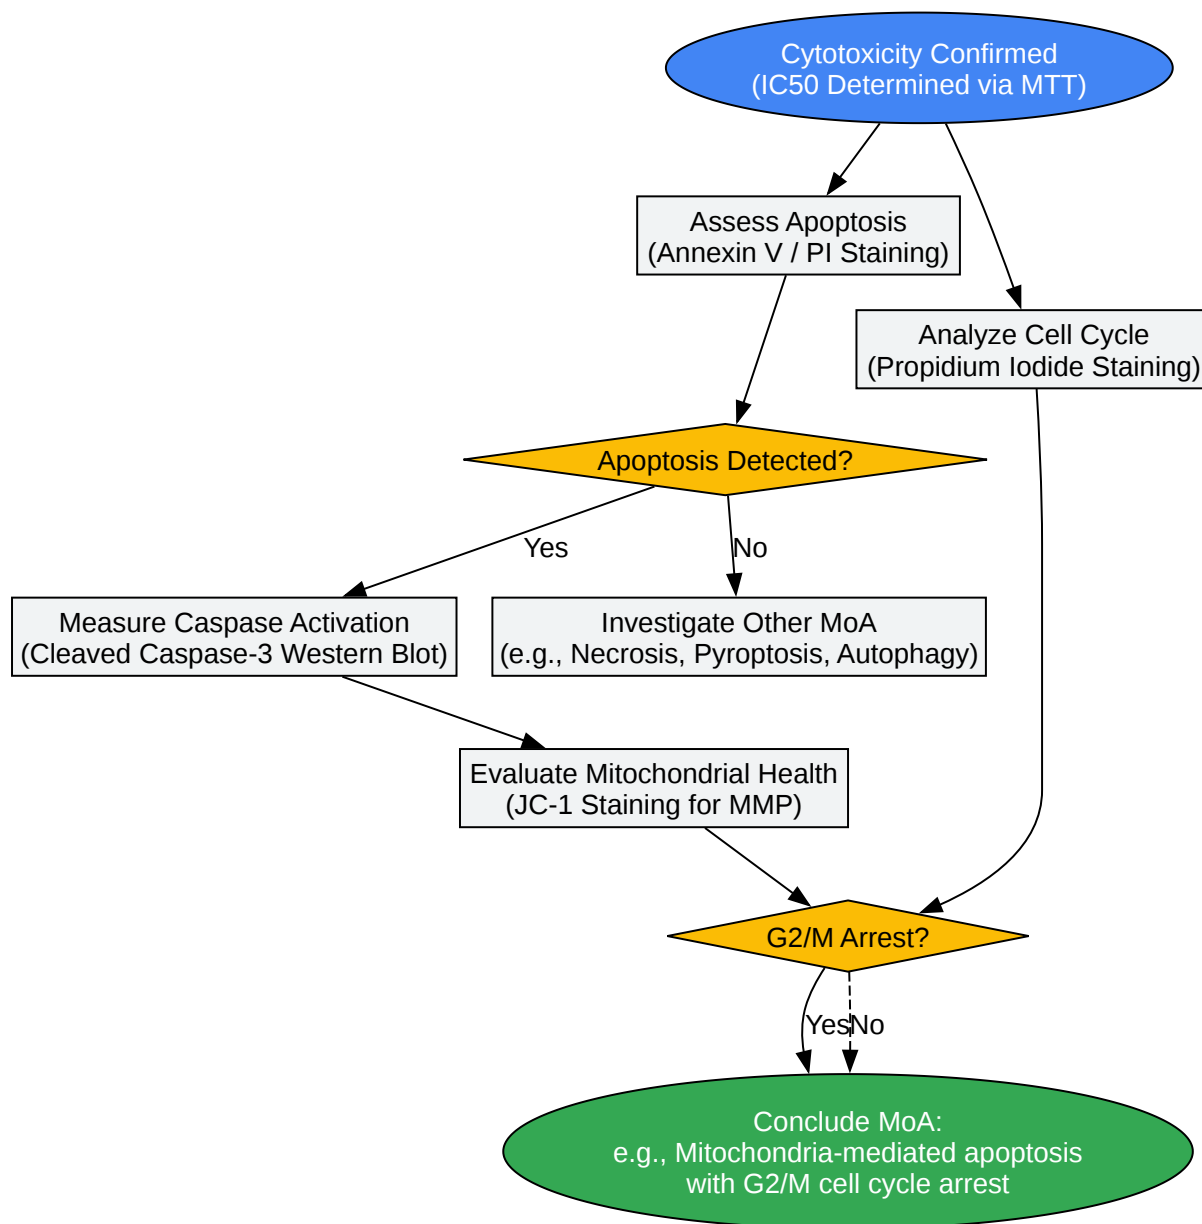 Cytotoxicity Confirmed
(IC50 Determined via MTT)
Assess Apoptosis
(Annexin V / PI Staining)
Analyze Cell Cycle
(Propidium Iodide Staining)
Apoptosis Detected?
Yes
No
Measure Caspase Activation
(Cleaved Caspase-3 Western Blot)
Investigate Other MoA
(e.g., Necrosis, Pyroptosis, Autophagy)
Evaluate Mitochondrial Health
(JC-1 Staining for MMP)
G2/M Arrest?
Yes
No
Conclude MoA:
e.g., Mitochondria-mediated apoptosis
with G2/M cell cycle arrest